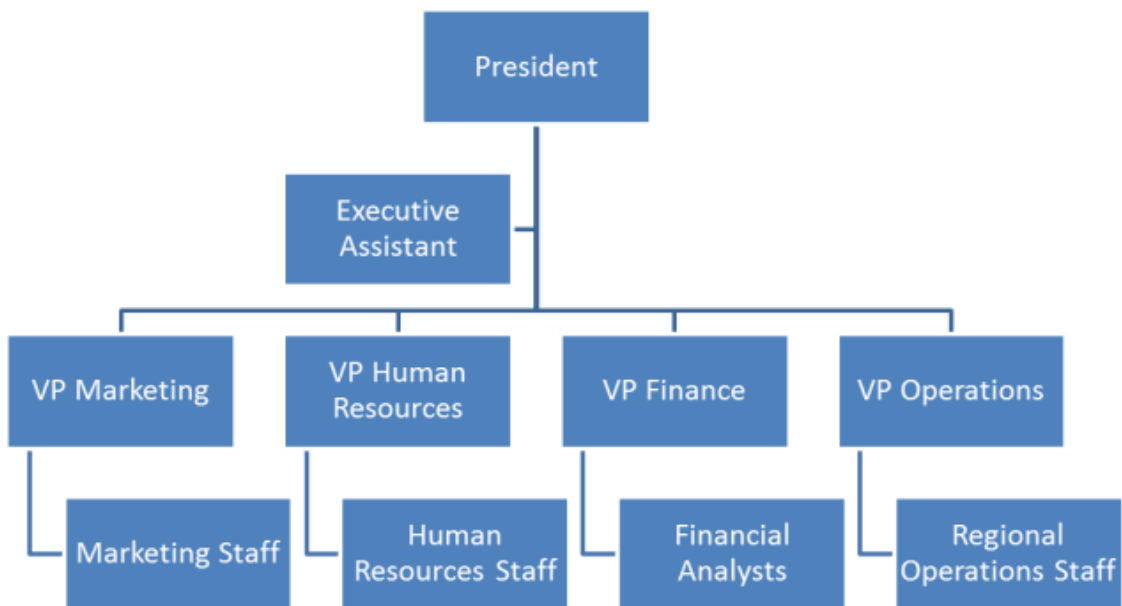 President
Executive
Assistant
VP Marketing
VP Human
Resources
VP Finance
VP Operations
Marketing Staff
Human
Resources Staff
Financial
Analysts
Regional
Operations Staff